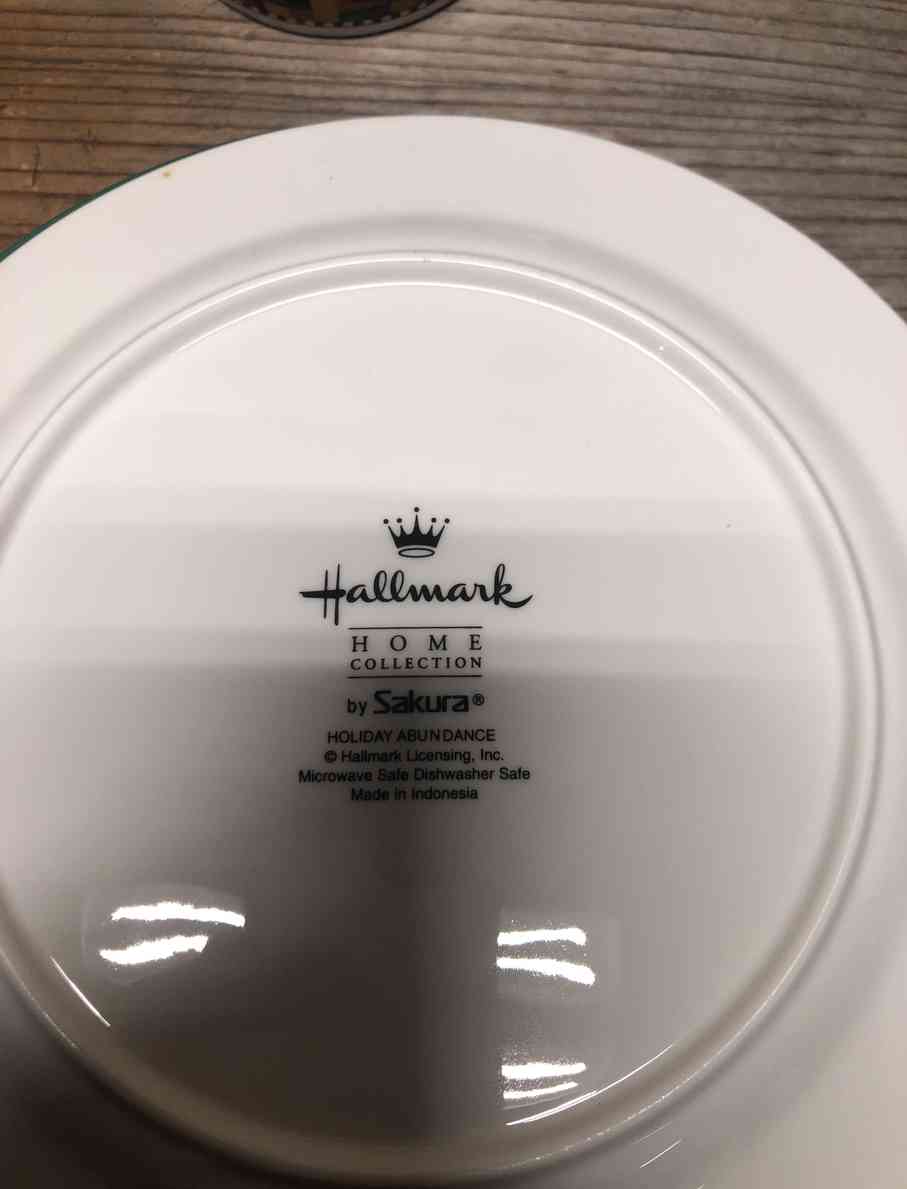 Hallmark
HOME
COLLECTION
by Sakura®
HOLIDAY ABUNDANCE
© Hallmark Licensing, Inc.
Microwave Safe Dishwasher Safe
Made in Indonesia